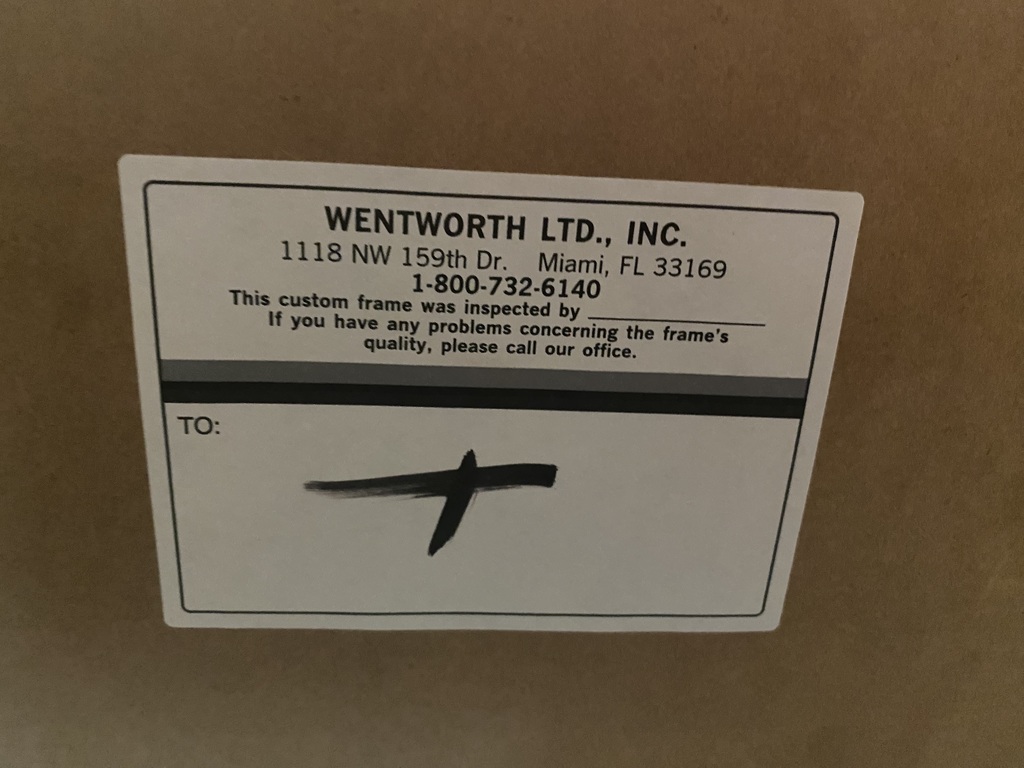 WENTWORTH LTD., INC.
1118 NW 159th Dr. Miami, FL 33169
1-800-732-6140
This custom frame was inspected by
If you have any problems concerning the frame's
quality, please call our office.
TO: